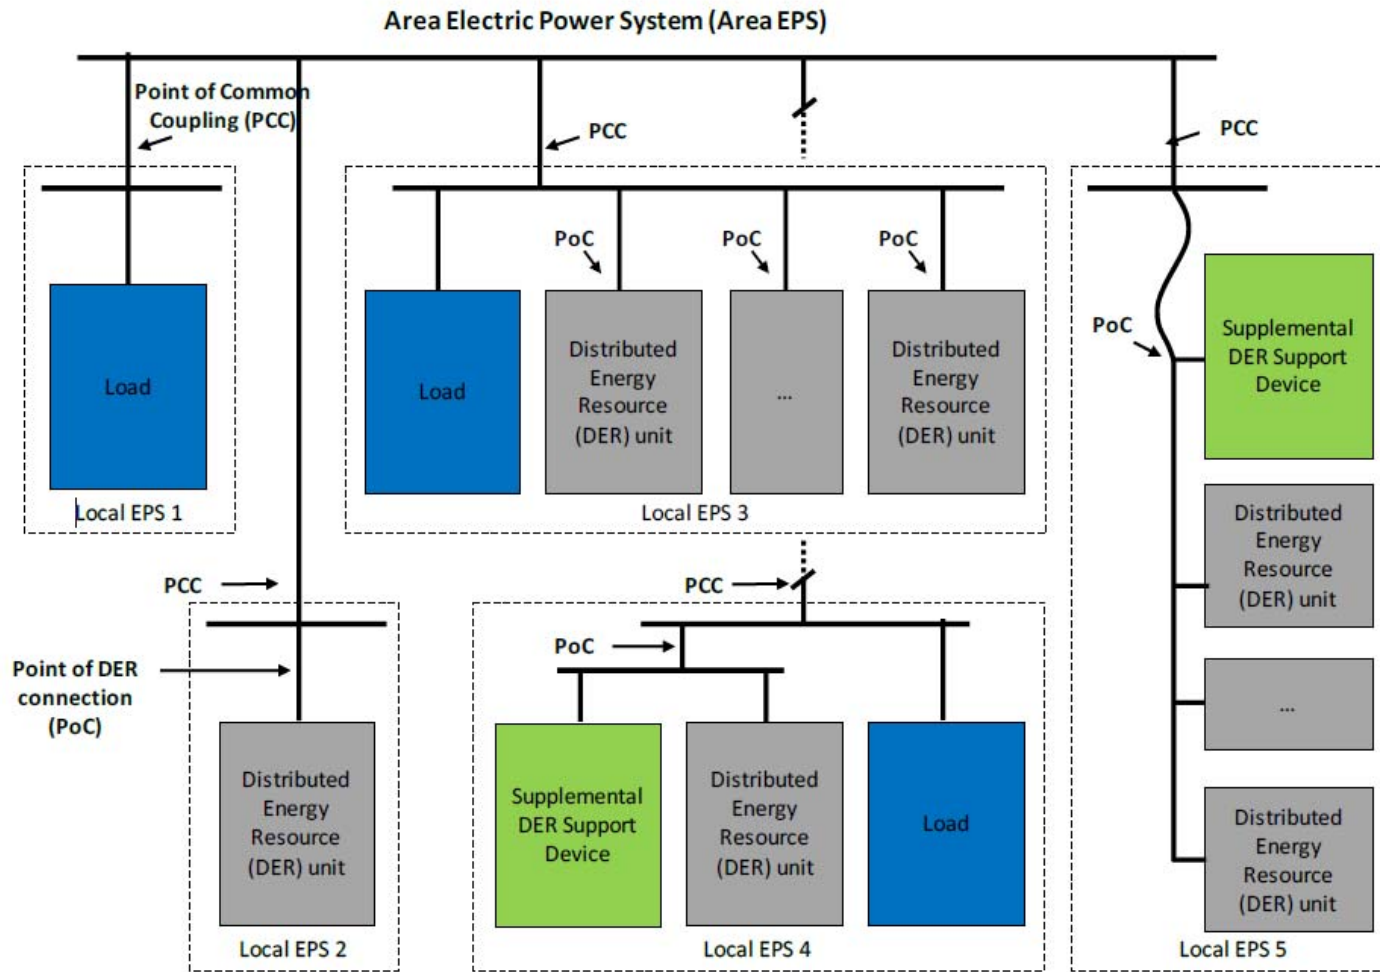 Area Electric Power System (Area EPS)
Point of Common
Coupling (PCC)
PCC
PCC
PoC
PoC
PoC
Load
Local EPS 1
Load
Distributed
Energy
Resource
(DER) unit
...
Distributed
Energy
Resource
(DER) unit
Local EPS 3
PoC
Supplemental
DER Support
Device
Distributed
Energy
Resource
(DER) unit
...
Distributed
Energy
Resource
(DER) unit
Local EPS 5
PCC
Point of DER
connection
(PoC)
Distributed
Energy
Resource
(DER) unit
Local EPS 2
PCC
PoC
Supplemental
DER Support
Device
Distributed
Energy
Resource
(DER) unit
Load
Local EPS 4